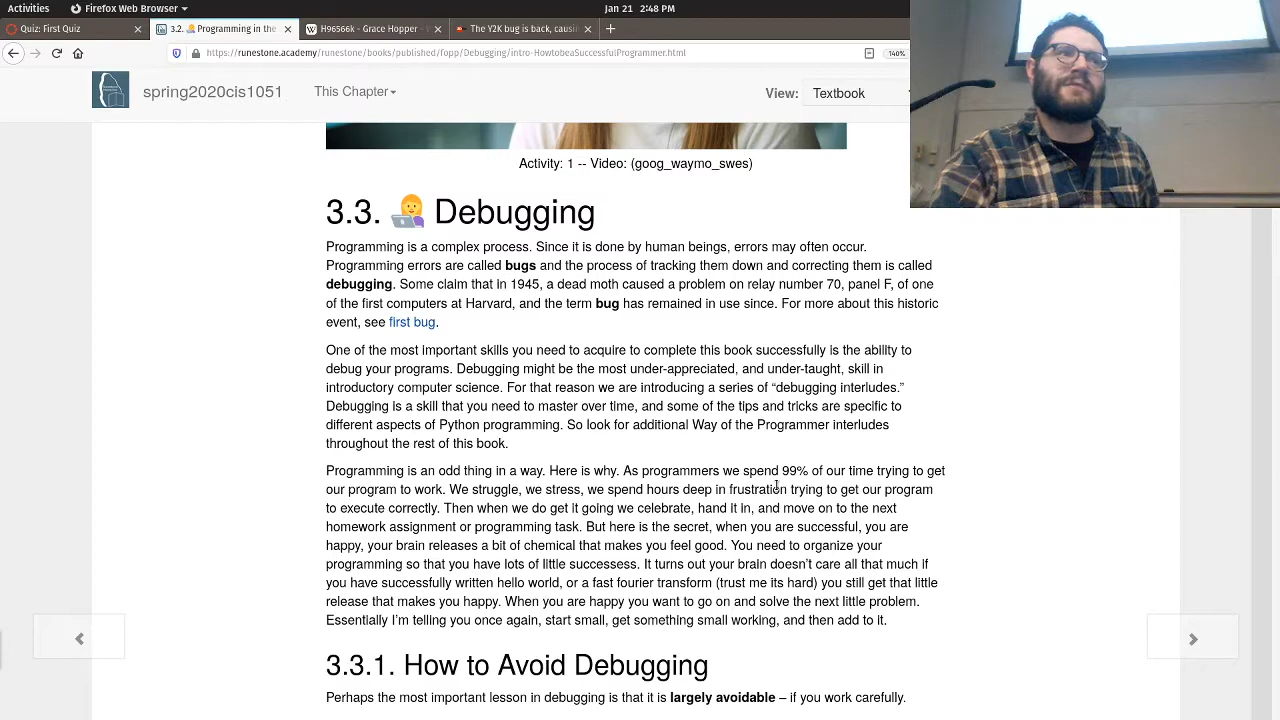 Activities Firefox Web Browser Jan 21 2:48 PM
Quiz: First Quiz 3.2. Programming in the H96566k - Grace Hopper - The Y2K bug is back, causin
https://runestone.academy/runestone/books/published/fopp/Debugging/intro-HowtobeaSuccessfulProgrammer.html 140%
spring2020cis1051 This Chapter View: Textbook
Activity: 1 -- Video: (goog_waymo_swes)
3.3. Debugging
Programming is a complex process. Since it is done by human beings, errors may often occur.
Programming errors are called bugs and the process of tracking them down and correcting them is called
debugging. Some claim that in 1945, a dead moth caused a problem on relay number 70, panel F, of one
of the first computers at Harvard, and the term bug has remained in use since. For more about this historic
event, see first bug.
One of the most important skills you need to acquire to complete this book successfully is the ability to
debug your programs. Debugging might be the most under-appreciated, and under-taught, skill in
introductory computer science. For that reason we are introducing a series of “debugging interludes.”
Debugging is a skill that you need to master over time, and some of the tips and tricks are specific to
different aspects of Python programming. So look for additional Way of the Programmer interludes
throughout the rest of this book.
Programming is an odd thing in a way. Here is why. As programmers we spend 99% of our time trying to get
our program to work. We struggle, we stress, we spend hours deep in frustration trying to get our program
to execute correctly. Then when we do get it going we celebrate, hand it in, and move on to the next
homework assignment or programming task. But here is the secret, when you are successful, you are
happy, your brain releases a bit of chemical that makes you feel good. You need to organize your
programming so that you have lots of little successess. It turns out your brain doesn’t care all that much if
you have successfully written hello world, or a fast fourier transform (trust me its hard) you still get that little
release that makes you happy. When you are happy you want to go on and solve the next little problem.
Essentially I’m telling you once again, start small, get something small working, and then add to it.
3.3.1. How to Avoid Debugging
Perhaps the most important lesson in debugging is that it is largely avoidable – if you work carefully.